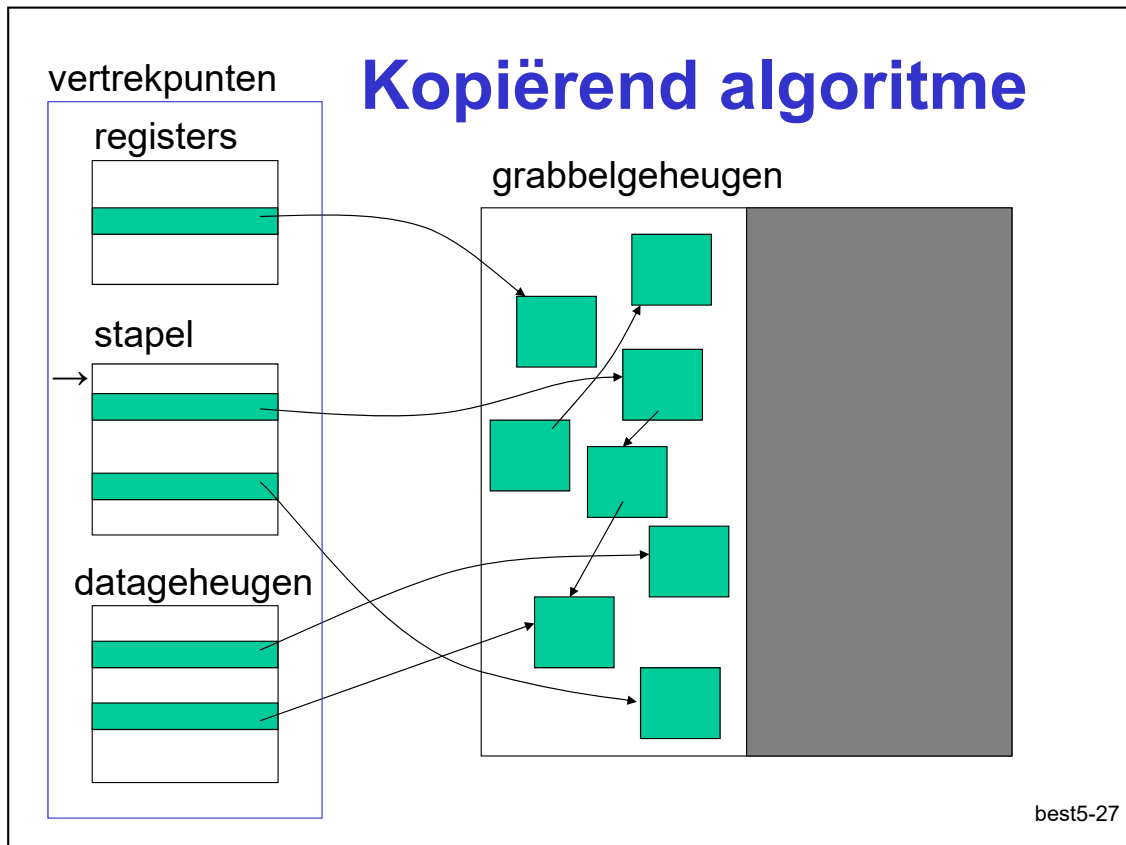 Kopiërend algoritme
vertrekpunten
registers
grabbelgeheugen
stapel
→
datageheugen
best5-27